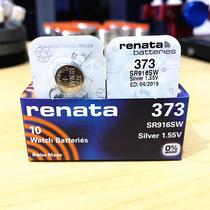 renata
batteries
373
SR916SW
Silver 1.55V
ED: 04/2019
renata
373
SR916SW
Silver 1.55V
10
Watch Batteries
Swiss Made
0%